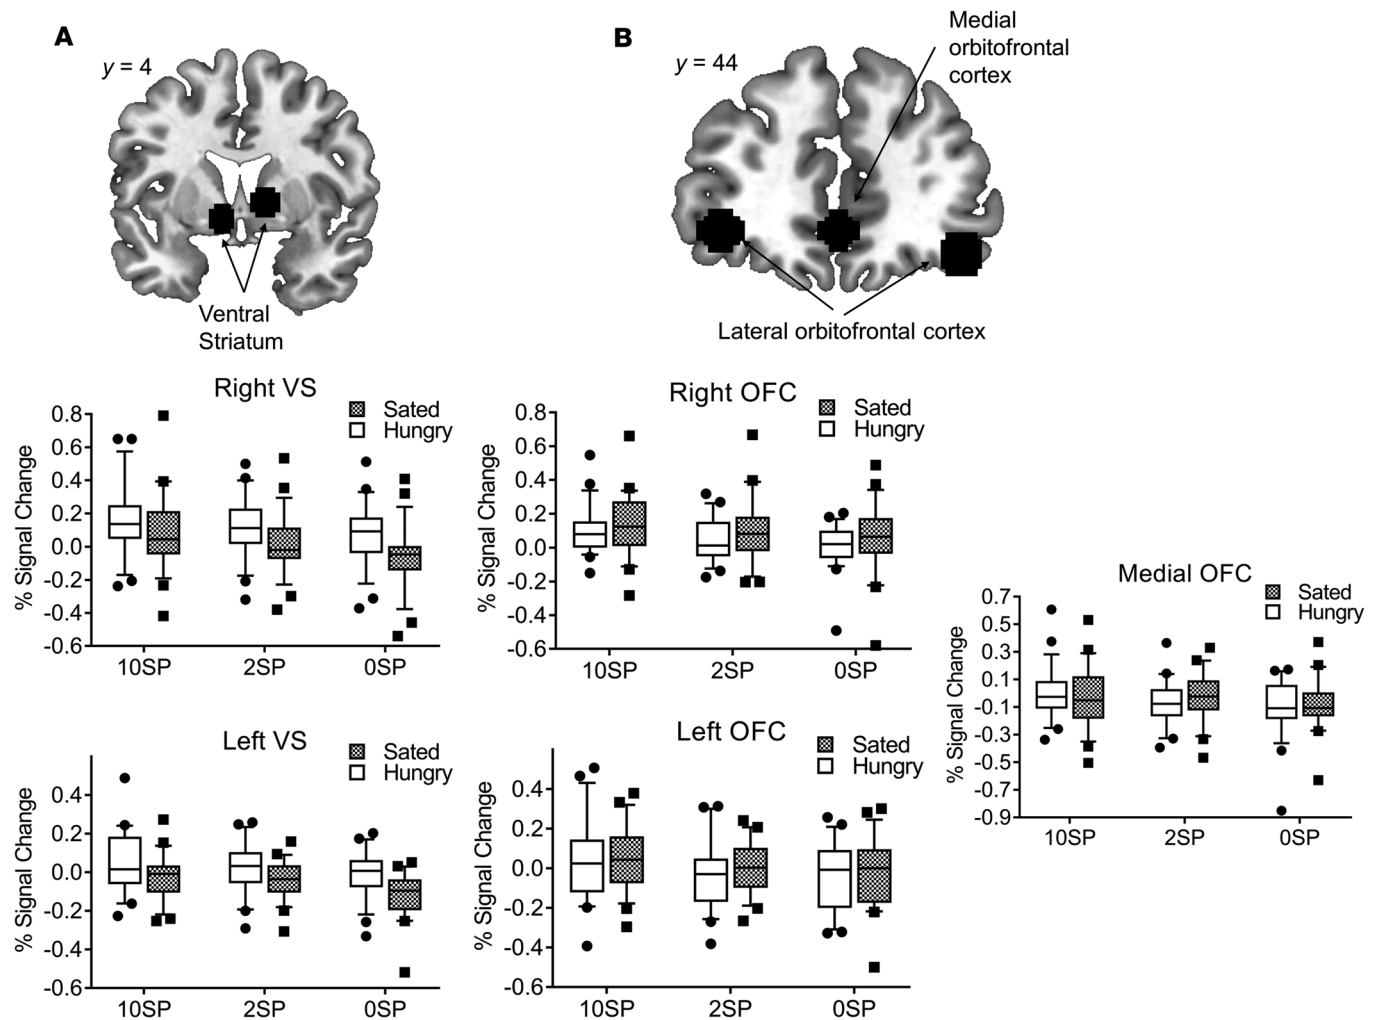 A
y = 4
Ventral
Striatum
B
y = 44
Medial
orbitofrontal
cortex
Lateral orbitofrontal cortex
Right VS
Sated
Hungry
% Signal Change
0.8
0.6
0.4
0.2
0.0
-0.2
-0.4
-0.6
10SP
2SP
0SP
Right OFC
Sated
Hungry
% Signal Change
0.8
0.6
0.4
0.2
0.0
-0.2
-0.4
-0.6
10SP
2SP
0SP
Medial OFC
Sated
Hungry
% Signal Change
0.7
0.5
0.3
0.1
-0.1
-0.3
-0.5
-0.7
-0.9
10SP
2SP
0SP
Left VS
Sated
Hungry
% Signal Change
0.4
0.2
0.0
-0.2
-0.4
-0.6
10SP
2SP
0SP
Left OFC
Sated
Hungry
% Signal Change
0.4
0.2
0.0
-0.2
-0.4
-0.6
10SP
2SP
0SP